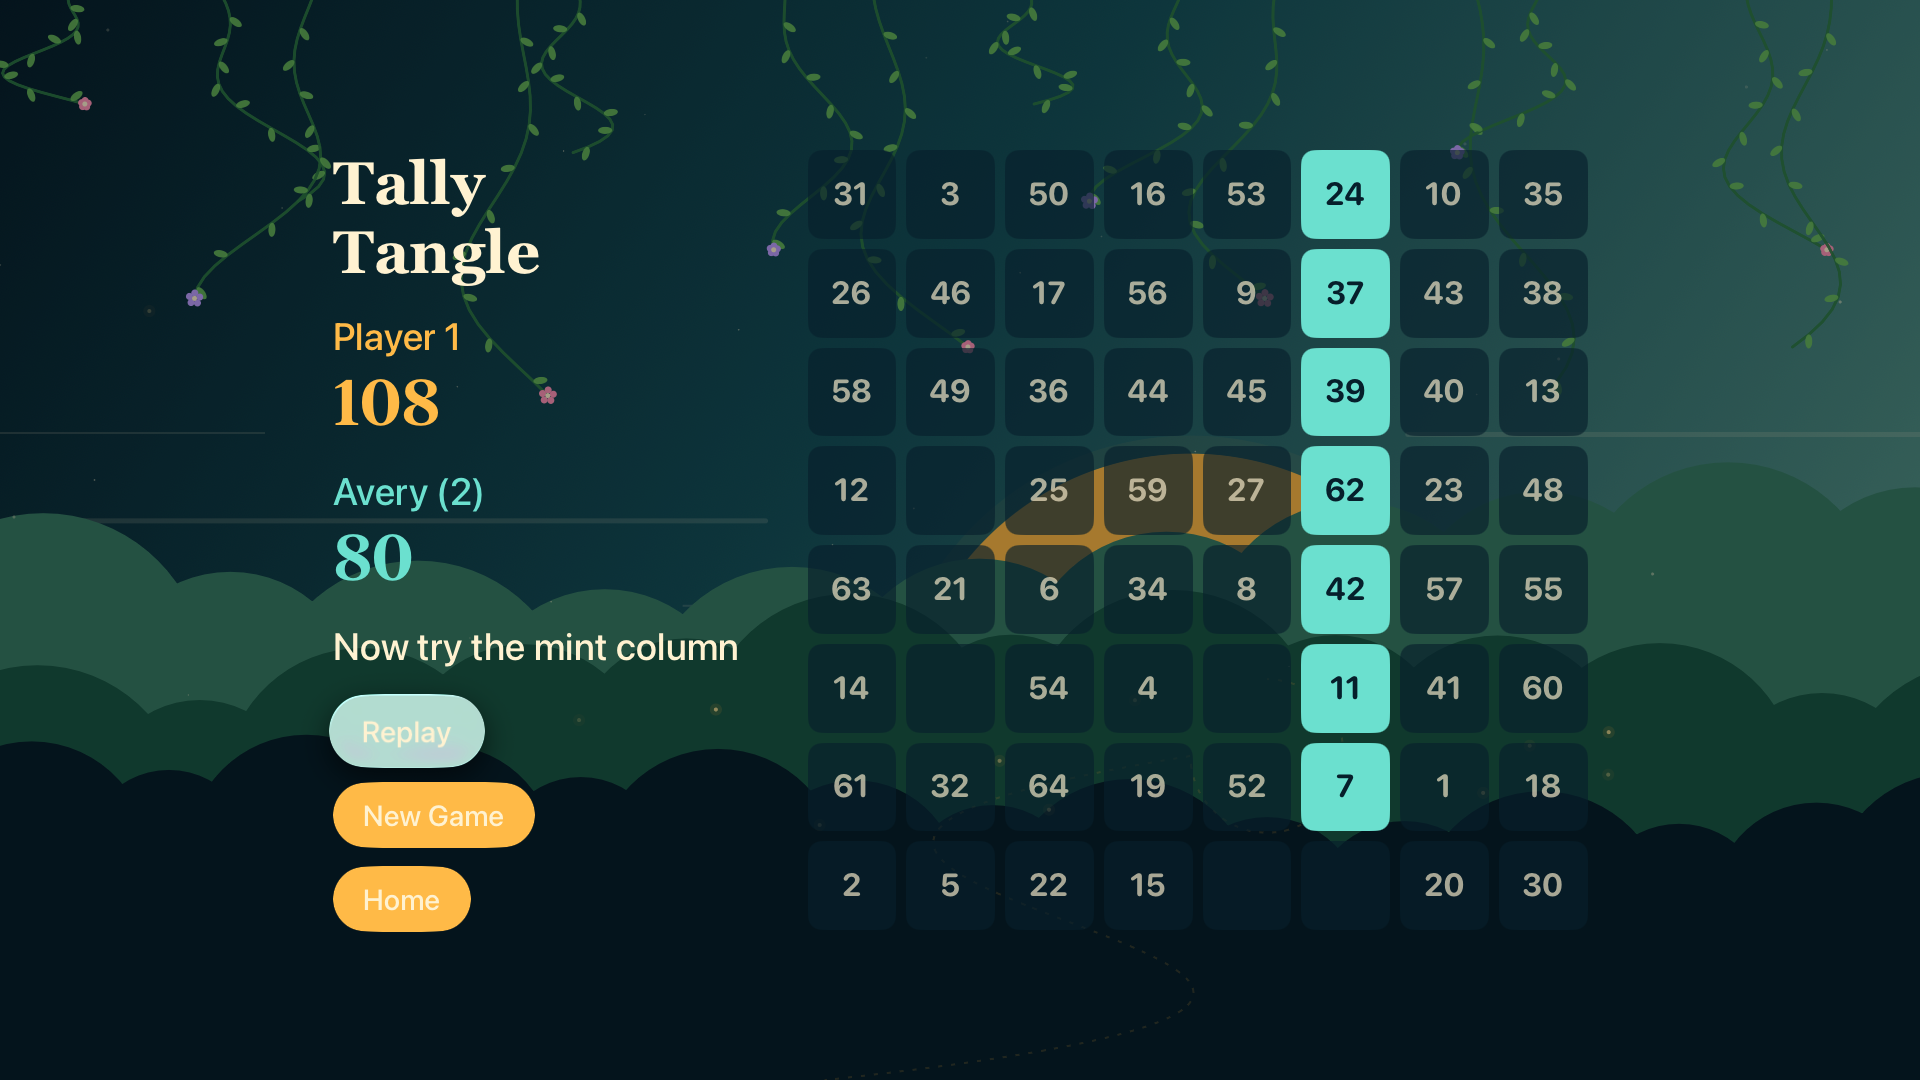 Tally
Tangle
Player 1
108
Avery (2)
80
Now try the mint column
Replay
New Game
Home
31 3 50 16 53 24 10 35
26 46 17 56 9 37 43 38
58 49 36 44 45 39 40 13
12 25 59 27 62 23 48
63 21 6 34 8 42 57 55
14 54 4 11 41 60
61 32 64 19 52 7 1 18
2 5 22 15 20 30